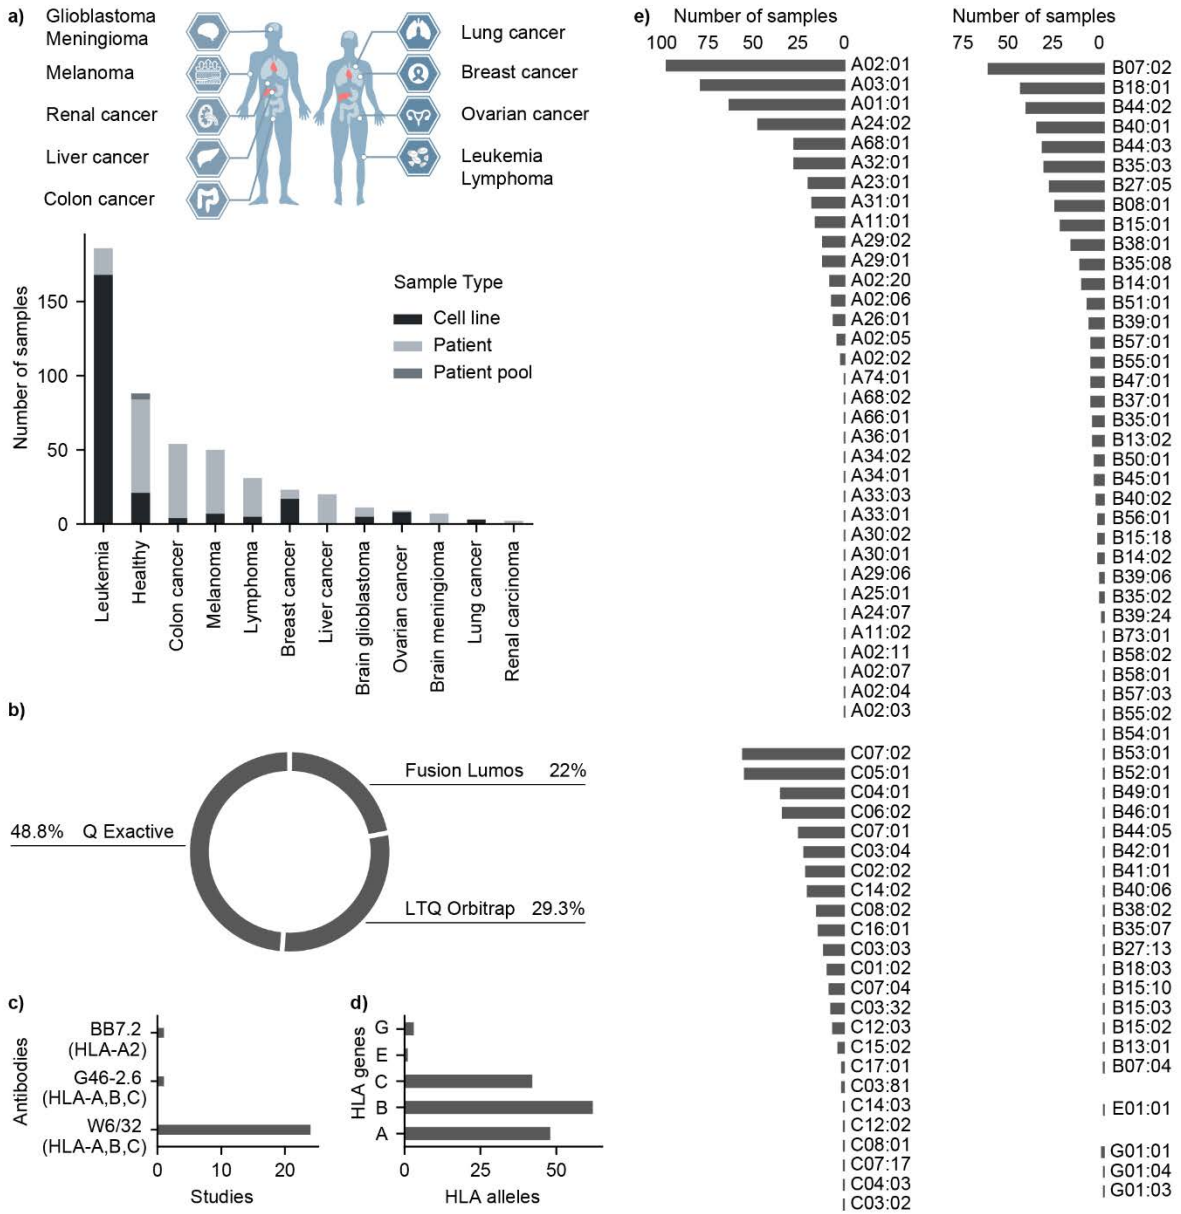 a)
Glioblastoma
Meningioma
Melanoma
Renal cancer
Liver cancer
Colon cancer
Lung cancer
Breast cancer
Ovarian cancer
Leukemia
Lymphoma
Number of samples
150
100
50
0
Sample Type
Cell line
Patient
Patient pool
Leukemia
Healthy
Colon cancer
Melanoma
Lymphoma
Breast cancer
Liver cancer
Brain glioblastoma
Ovarian cancer
Brain meningioma
Lung cancer
Renal carcinoma
b)
Fusion Lumos 22%
48.8% Q Exactive
LTQ Orbitrap 29.3%
c)
Antibodies
BB7.2
(HLA-A2)
G46-2.6
(HLA-A,B,C)
W6/32
(HLA-A,B,C)
0 10 20
Studies
d)
HLA genes
G
E
C
B
A
0 25 50
HLA alleles
e)
Number of samples
100 75 50 25 0
A02:01
A03:01
A01:01
A24:02
A68:01
A32:01
A23:01
A31:01
A11:01
A29:02
A29:01
A02:20
A02:06
A26:01
A02:05
A02:02
A74:01
A68:02
A66:01
A36:01
A34:02
A34:01
A33:03
A33:01
A30:02
A30:01
A29:06
A25:01
A24:07
A11:02
A02:11
A02:07
A02:04
A02:03
C07:02
C05:01
C04:01
C06:02
C07:01
C03:04
C02:02
C14:02
C08:02
C16:01
C03:03
C01:02
C07:04
C03:32
C12:03
C15:02
C17:01
C03:81
C14:03
C12:02
C08:01
C07:17
C04:03
C03:02
Number of samples
75 50 25 0
B07:02
B18:01
B44:02
B40:01
B44:03
B35:03
B27:05
B08:01
B15:01
B38:01
B35:08
B14:01
B51:01
B39:01
B57:01
B55:01
B47:01
B37:01
B35:01
B13:02
B50:01
B45:01
B40:02
B56:01
B15:18
B14:02
B39:06
B35:02
B39:24
B73:01
B58:02
B58:01
B57:03
B55:02
B54:01
B53:01
B52:01
B49:01
B46:01
B44:05
B42:01
B41:01
B40:06
B38:02
B35:07
B27:13
B18:03
B15:10
B15:03
B15:02
B13:01
B07:04
E01:01
G01:01
G01:04
G01:03